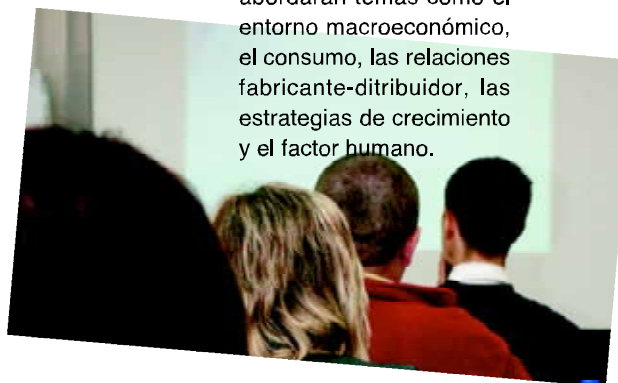 abordarán temas como el
entorno macroeconómico,
el consumo, las relaciones
fabricante-ditribuidor, las
estrategias de crecimiento
y el factor humano.